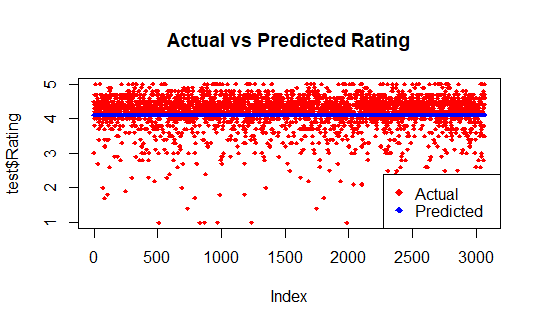 Actual vs Predicted Rating
test$Rating
5
4
3
2
1
Actual
Predicted
0 500 1000 1500 2000 2500 3000
Index